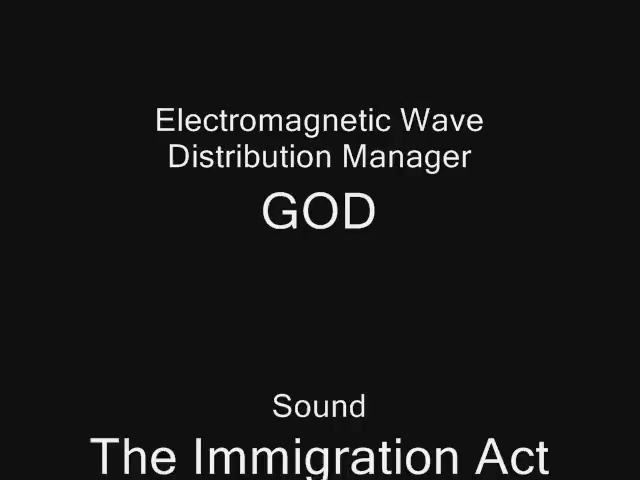 Electromagnetic Wave
Distribution Manager
GOD
Sound
The Immigration Act